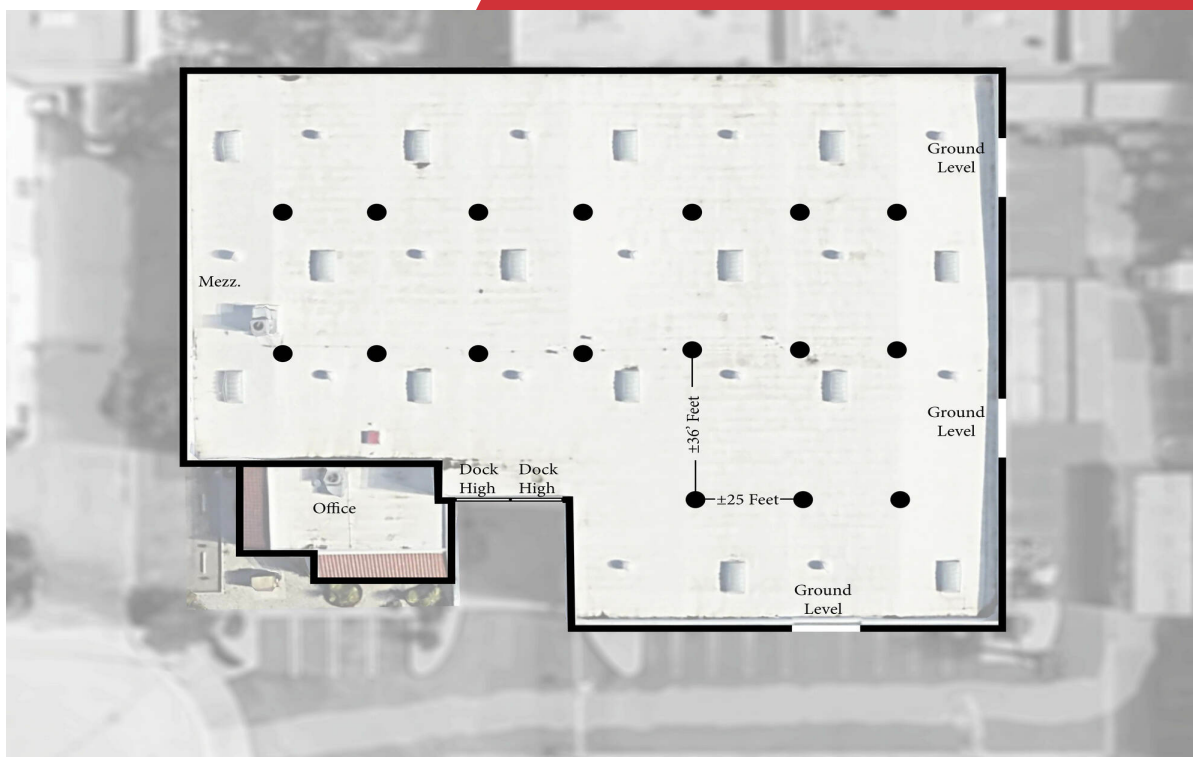 Ground
Level
Mezz.
±36' Feet
Ground
Level
Dock
High
Dock
High
Office
±25 Feet
Ground
Level